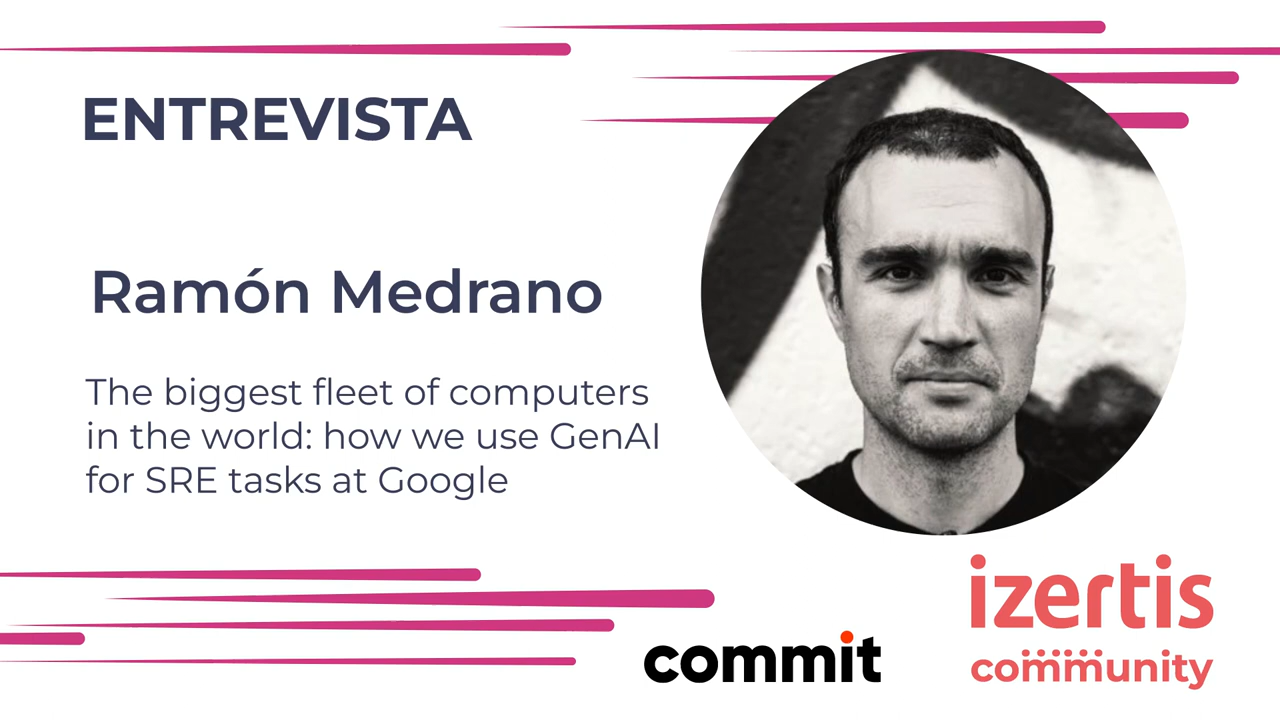 ENTREVISTA
Ramón Medrano
The biggest fleet of computers
in the world: how we use GenAI
for SRE tasks at Google
commit
izertis
community